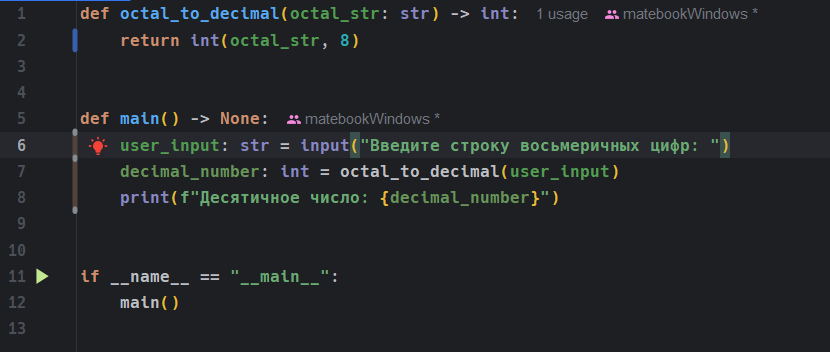 1 def octal_to_decimal(octal_str: str) -> int: 1 usage matebookWindows *
2 return int(octal_str, 8)
3
4
5 def main() -> None: matebookWindows *
6 user_input: str = input("Введите строку восьмеричных цифр: ")
7 decimal_number: int = octal_to_decimal(user_input)
8 print(f"Десятичное число: {decimal_number}")
9
10
11 if __name__ == "__main__":
12 main()
13